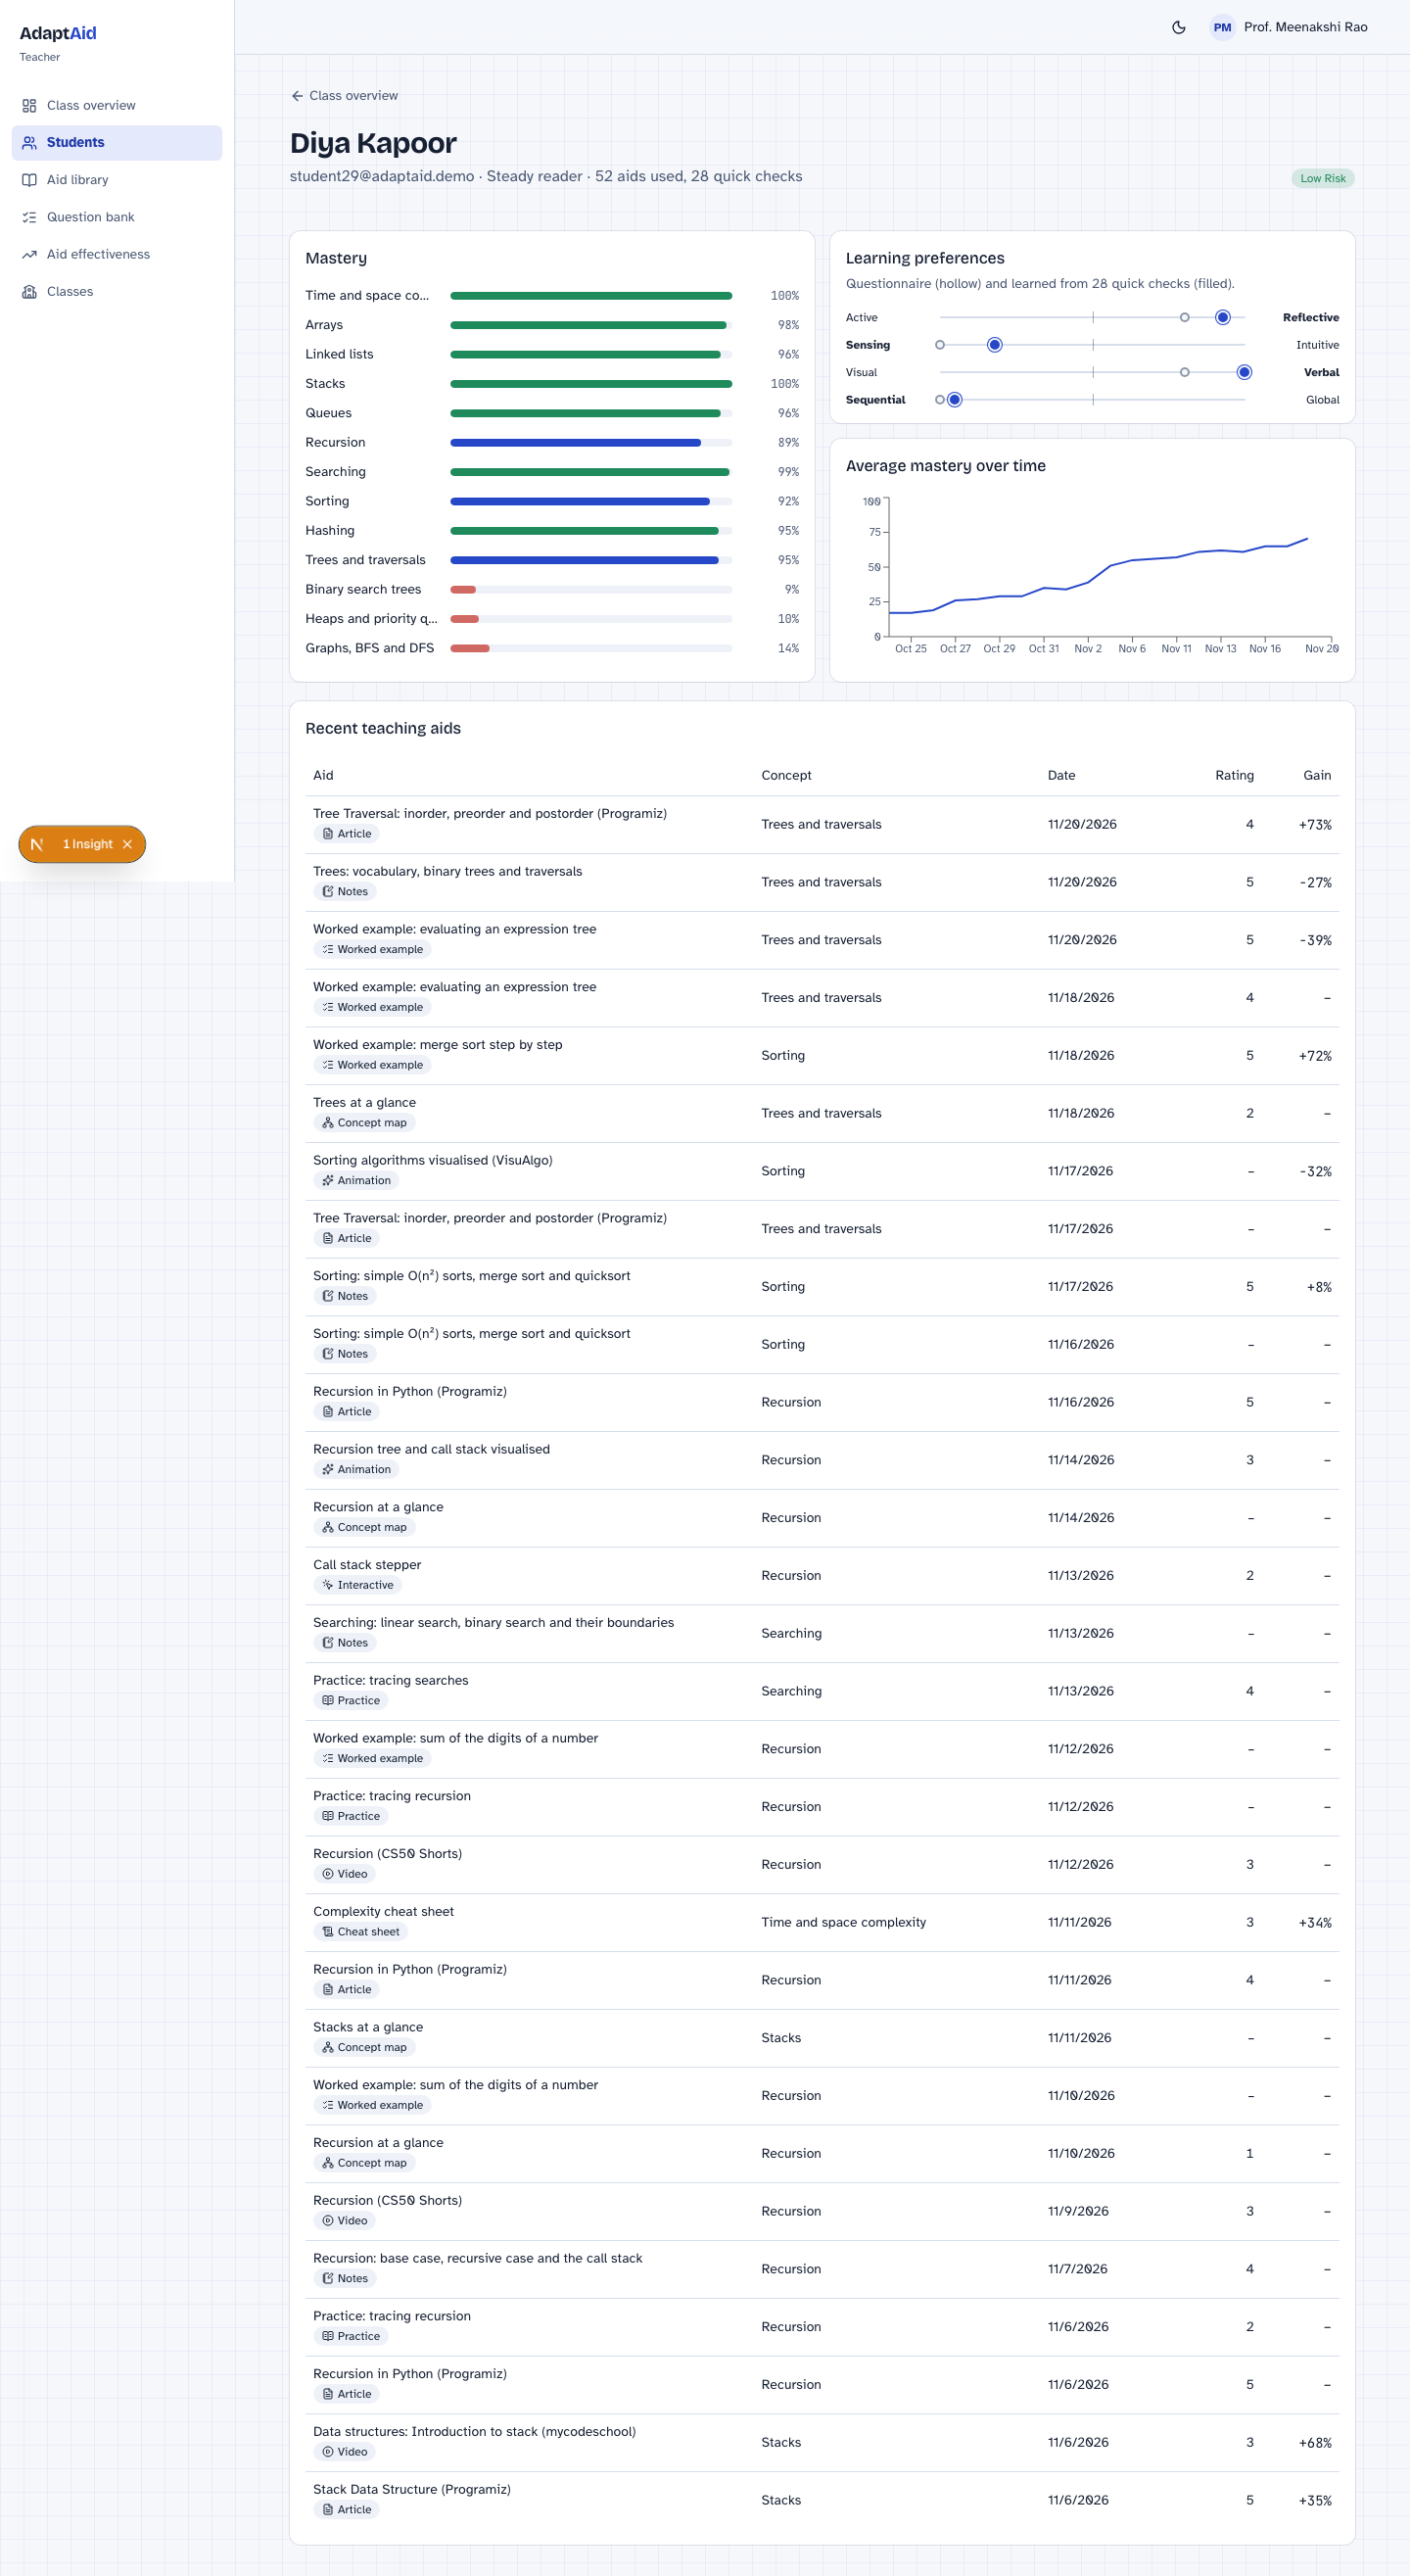 AdaptAid
Teacher
Class overview
Students
Aid library
Question bank
Aid effectiveness
Classes
1 Insight
PM Prof. Meenakshi Rao
Class overview
Diya Kapoor
student29@adaptaid.demo · Steady reader · 52 aids used, 28 quick checks
Low Risk
Mastery
Time and space co... 100%
Arrays 98%
Linked lists 96%
Stacks 100%
Queues 96%
Recursion 89%
Searching 99%
Sorting 92%
Hashing 95%
Trees and traversals 95%
Binary search trees 9%
Heaps and priority q... 10%
Graphs, BFS and DFS 14%
Learning preferences
Questionnaire (hollow) and learned from 28 quick checks (filled).
Active Reflective
Sensing Intuitive
Visual Verbal
Sequential Global
Average mastery over time
100
75
50
25
0
Oct 25 Oct 27 Oct 29 Oct 31 Nov 2 Nov 6 Nov 11 Nov 13 Nov 16 Nov 20
Recent teaching aids
Aid Concept Date Rating Gain
Tree Traversal: inorder, preorder and postorder (Programiz)
Article
Trees and traversals 11/20/2026 4 +73%
Trees: vocabulary, binary trees and traversals
Notes
Trees and traversals 11/20/2026 5 -27%
Worked example: evaluating an expression tree
Worked example
Trees and traversals 11/20/2026 5 -39%
Worked example: evaluating an expression tree
Worked example
Trees and traversals 11/18/2026 4 –
Worked example: merge sort step by step
Worked example
Sorting 11/18/2026 5 +72%
Trees at a glance
Concept map
Trees and traversals 11/18/2026 2 –
Sorting algorithms visualised (VisuAlgo)
Animation
Sorting 11/17/2026 – -32%
Tree Traversal: inorder, preorder and postorder (Programiz)
Article
Trees and traversals 11/17/2026 – –
Sorting: simple O(n²) sorts, merge sort and quicksort
Notes
Sorting 11/17/2026 5 +8%
Sorting: simple O(n²) sorts, merge sort and quicksort
Notes
Sorting 11/16/2026 – –
Recursion in Python (Programiz)
Article
Recursion 11/16/2026 5 –
Recursion tree and call stack visualised
Animation
Recursion 11/14/2026 3 –
Recursion at a glance
Concept map
Recursion 11/14/2026 – –
Call stack stepper
Interactive
Recursion 11/13/2026 2 –
Searching: linear search, binary search and their boundaries
Notes
Searching 11/13/2026 – –
Practice: tracing searches
Practice
Searching 11/13/2026 4 –
Worked example: sum of the digits of a number
Worked example
Recursion 11/12/2026 – –
Practice: tracing recursion
Practice
Recursion 11/12/2026 – –
Recursion (CS50 Shorts)
Video
Recursion 11/12/2026 3 –
Complexity cheat sheet
Cheat sheet
Time and space complexity 11/11/2026 3 +34%
Recursion in Python (Programiz)
Article
Recursion 11/11/2026 4 –
Stacks at a glance
Concept map
Stacks 11/11/2026 – –
Worked example: sum of the digits of a number
Worked example
Recursion 11/10/2026 – –
Recursion at a glance
Concept map
Recursion 11/10/2026 1 –
Recursion (CS50 Shorts)
Video
Recursion 11/9/2026 3 –
Recursion: base case, recursive case and the call stack
Notes
Recursion 11/7/2026 4 –
Practice: tracing recursion
Practice
Recursion 11/6/2026 2 –
Recursion in Python (Programiz)
Article
Recursion 11/6/2026 5 –
Data structures: Introduction to stack (mycodeschool)
Video
Stacks 11/6/2026 3 +68%
Stack Data Structure (Programiz)
Article
Stacks 11/6/2026 5 +35%